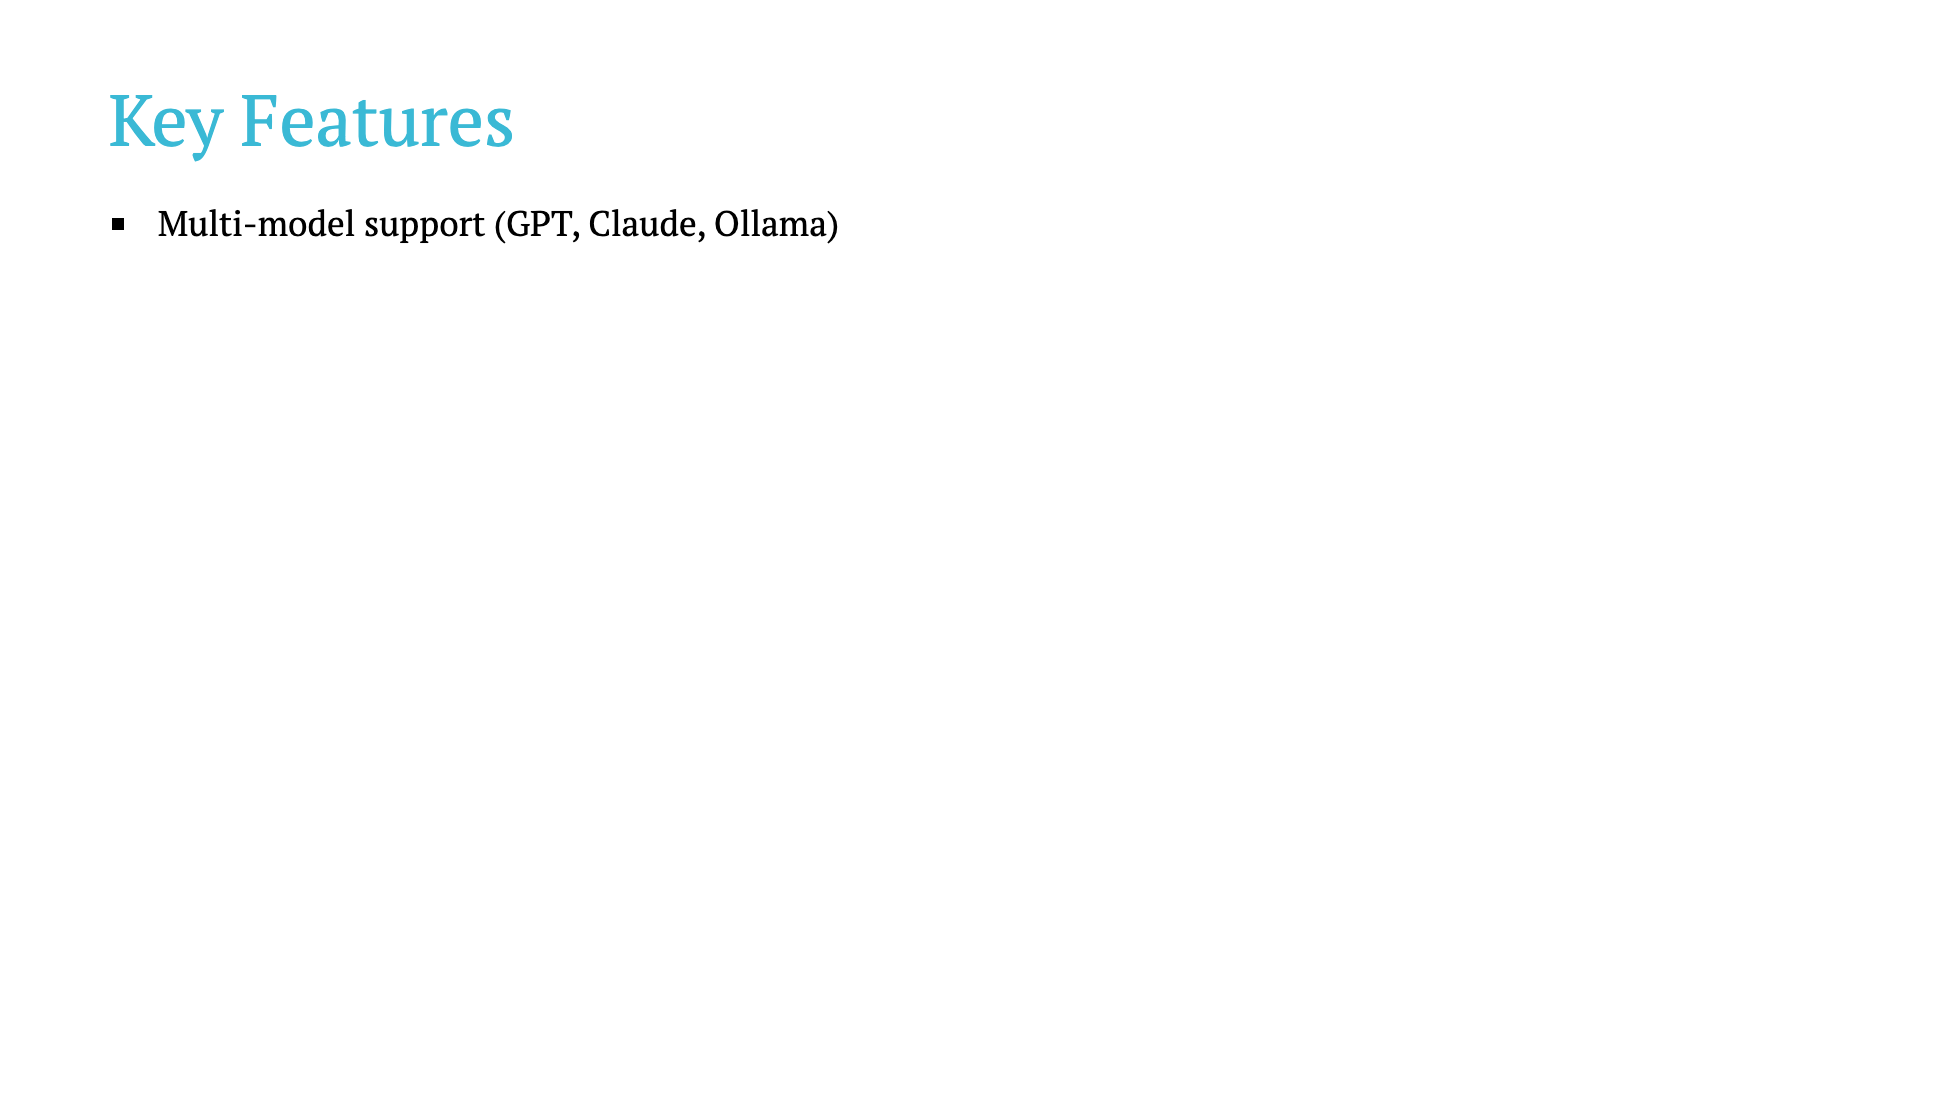 Key Features
▪ Multi-model support (GPT, Claude, Ollama)